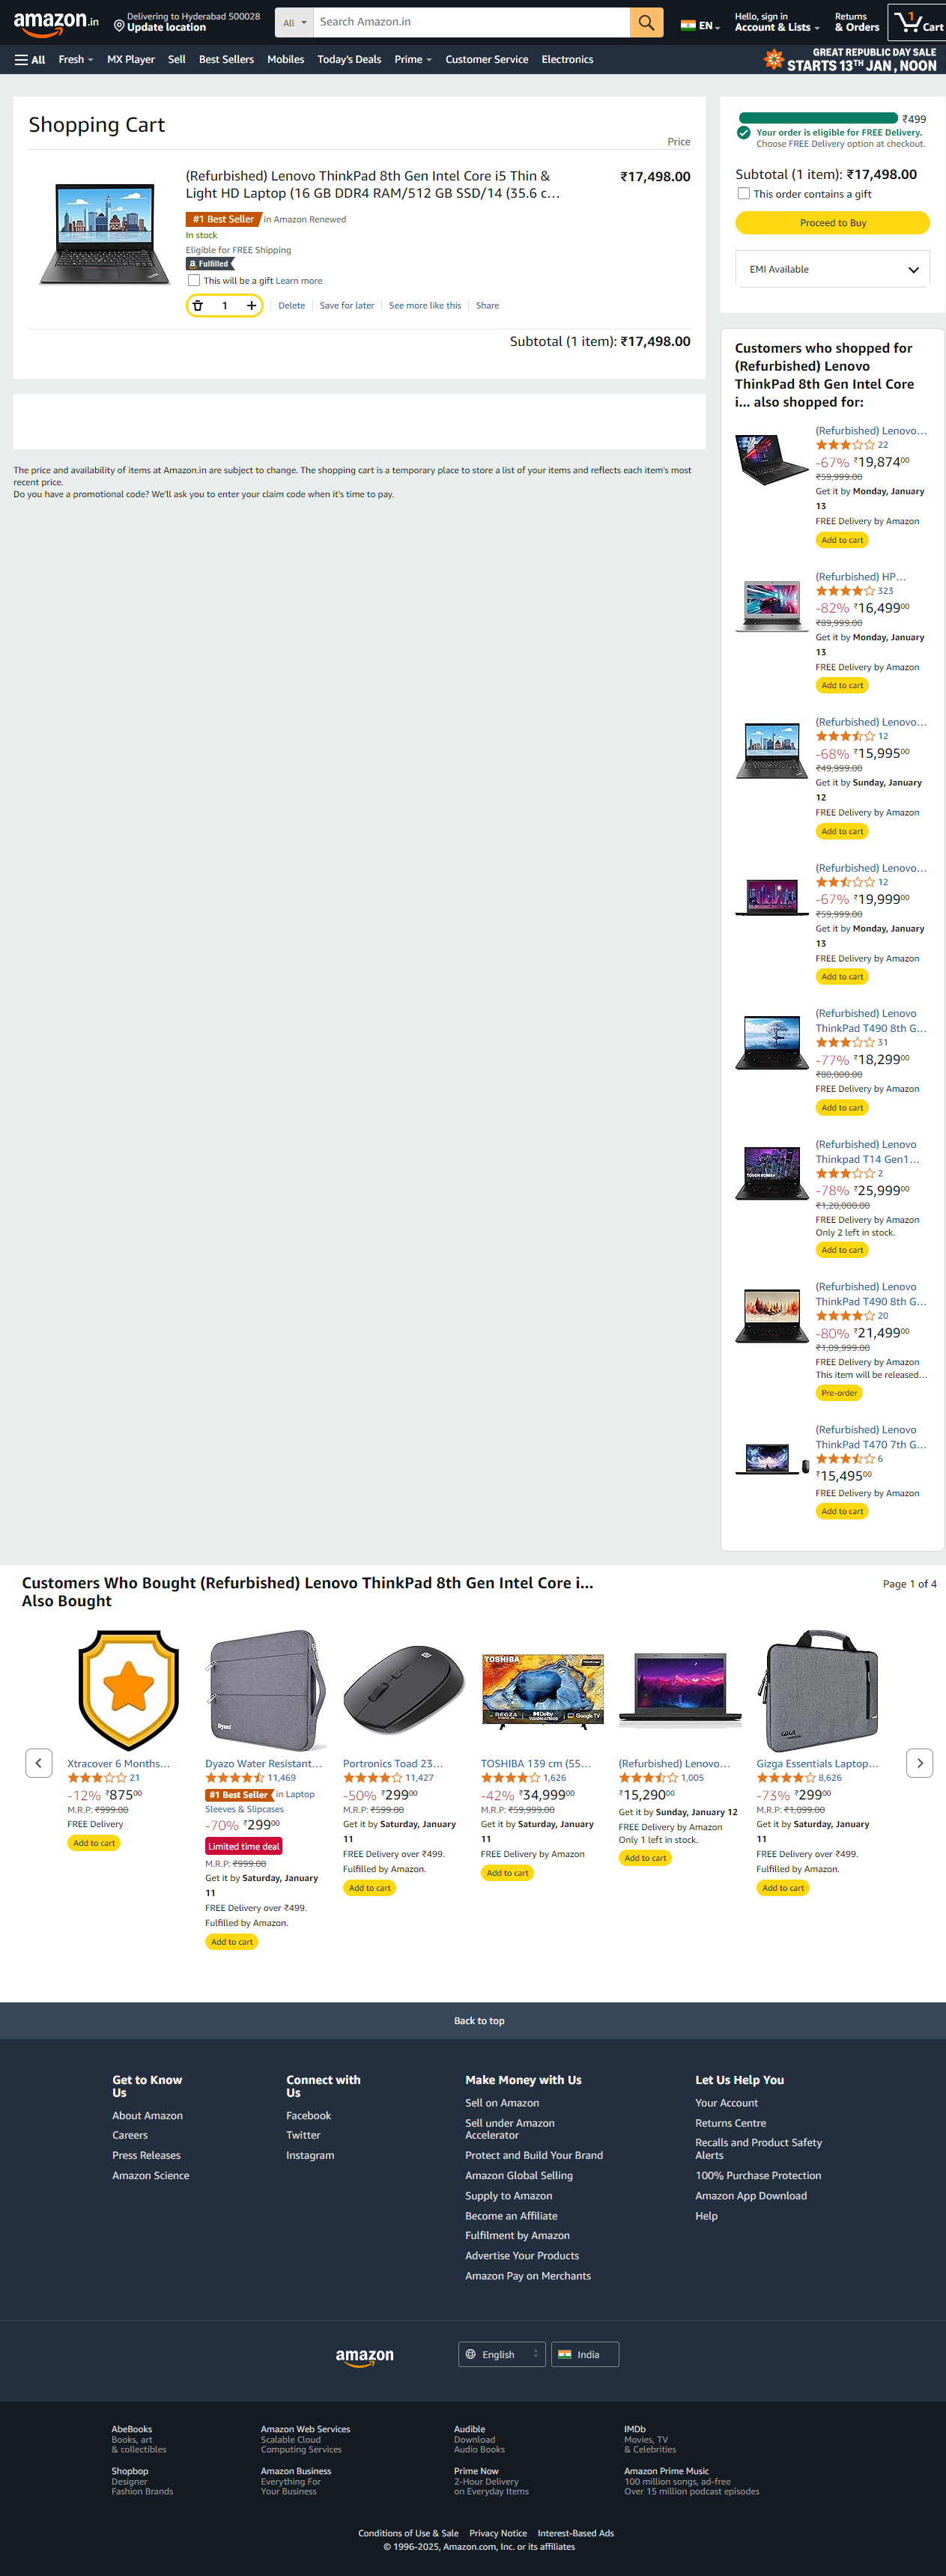 amazon.in
Delivering to Hyderabad 500028
Update location
All
Search Amazon.in
EN
Hello, sign in
Account & Lists
Returns
& Orders
1
Cart
All
Fresh
MX Player
Sell
Best Sellers
Mobiles
Today's Deals
Prime
Customer Service
Electronics
GREAT REPUBLIC DAY SALE
STARTS 13TH JAN, NOON
Shopping Cart
Price
(Refurbished) Lenovo ThinkPad 8th Gen Intel Core i5 Thin &
Light HD Laptop (16 GB DDR4 RAM/512 GB SSD/14 (35.6 c…
₹17,498.00
#1 Best Seller in Amazon Renewed
In stock
Eligible for FREE Shipping
a Fulfilled
This will be a gift Learn more
1
Delete
Save for later
See more like this
Share
Subtotal (1 item): ₹17,498.00
The price and availability of items at Amazon.in are subject to change. The shopping cart is a temporary place to store a list of your items and reflects each item's most
recent price.
Do you have a promotional code? We'll ask you to enter your claim code when it's time to pay.
₹499
Your order is eligible for FREE Delivery.
Choose FREE Delivery option at checkout.
Subtotal (1 item): ₹17,498.00
This order contains a gift
Proceed to Buy
EMI Available
Customers who shopped for
(Refurbished) Lenovo
ThinkPad 8th Gen Intel Core
i... also shopped for:
(Refurbished) Lenovo…
22
-67% ₹19,874.00
₹59,999.00
Get it by Monday, January
13
FREE Delivery by Amazon
Add to cart
(Refurbished) HP…
323
-82% ₹16,499.00
₹89,999.00
Get it by Monday, January
13
FREE Delivery by Amazon
Add to cart
(Refurbished) Lenovo…
12
-68% ₹15,995.00
₹49,999.00
Get it by Sunday, January
12
FREE Delivery by Amazon
Add to cart
(Refurbished) Lenovo…
12
-67% ₹19,999.00
₹59,999.00
Get it by Monday, January
13
FREE Delivery by Amazon
Add to cart
(Refurbished) Lenovo
ThinkPad T490 8th G…
31
-77% ₹18,299.00
₹80,000.00
FREE Delivery by Amazon
Add to cart
(Refurbished) Lenovo
Thinkpad T14 Gen1…
2
-78% ₹25,999.00
₹1,20,000.00
FREE Delivery by Amazon
Only 2 left in stock.
Add to cart
(Refurbished) Lenovo
ThinkPad T490 8th G…
20
-80% ₹21,499.00
₹1,09,999.00
FREE Delivery by Amazon
This item will be released…
Pre-order
(Refurbished) Lenovo
ThinkPad T470 7th G…
6
₹15,495.00
FREE Delivery by Amazon
Add to cart
Customers Who Bought (Refurbished) Lenovo ThinkPad 8th Gen Intel Core i...
Also Bought
Page 1 of 4
Xtracover 6 Months…
21
-12% ₹875.00
M.R.P: ₹999.00
FREE Delivery
Add to cart
Dyazo
Dyazo Water Resistant…
11,469
#1 Best Seller in Laptop
Sleeves & Slipcases
-70% ₹299.00
Limited time deal
M.R.P: ₹999.00
Get it by Saturday, January
11
FREE Delivery over ₹499.
Fulfilled by Amazon.
Add to cart
Portronics Toad 23…
11,427
-50% ₹299.00
M.R.P: ₹599.00
Get it by Saturday, January
11
FREE Delivery over ₹499.
Fulfilled by Amazon.
Add to cart
TOSHIBA
REGZA
Dolby
Google TV
TOSHIBA 139 cm (55…
1,626
-42% ₹34,999.00
M.R.P: ₹59,999.00
Get it by Saturday, January
11
FREE Delivery by Amazon
Add to cart
(Refurbished) Lenovo…
1,005
₹15,290.00
Get it by Sunday, January 12
FREE Delivery by Amazon
Only 1 left in stock.
Add to cart
GIZGA
Gizga Essentials Laptop…
8,626
-73% ₹299.00
M.R.P: ₹1,099.00
Get it by Saturday, January
11
FREE Delivery over ₹499.
Fulfilled by Amazon.
Add to cart
Back to top
Get to Know
Us
About Amazon
Careers
Press Releases
Amazon Science
Connect with
Us
Facebook
Twitter
Instagram
Make Money with Us
Sell on Amazon
Sell under Amazon
Accelerator
Protect and Build Your Brand
Amazon Global Selling
Supply to Amazon
Become an Affiliate
Fulfilment by Amazon
Advertise Your Products
Amazon Pay on Merchants
Let Us Help You
Your Account
Returns Centre
Recalls and Product Safety
Alerts
100% Purchase Protection
Amazon App Download
Help
amazon
English
India
AbeBooks
Books, art
& collectibles
Amazon Web Services
Scalable Cloud
Computing Services
Audible
Download
Audio Books
IMDb
Movies, TV
& Celebrities
Shopbop
Designer
Fashion Brands
Amazon Business
Everything For
Your Business
Prime Now
2-Hour Delivery
on Everyday Items
Amazon Prime Music
100 million songs, ad-free
Over 15 million podcast episodes
Conditions of Use & Sale
Privacy Notice
Interest-Based Ads
© 1996-2025, Amazon.com, Inc. or its affiliates